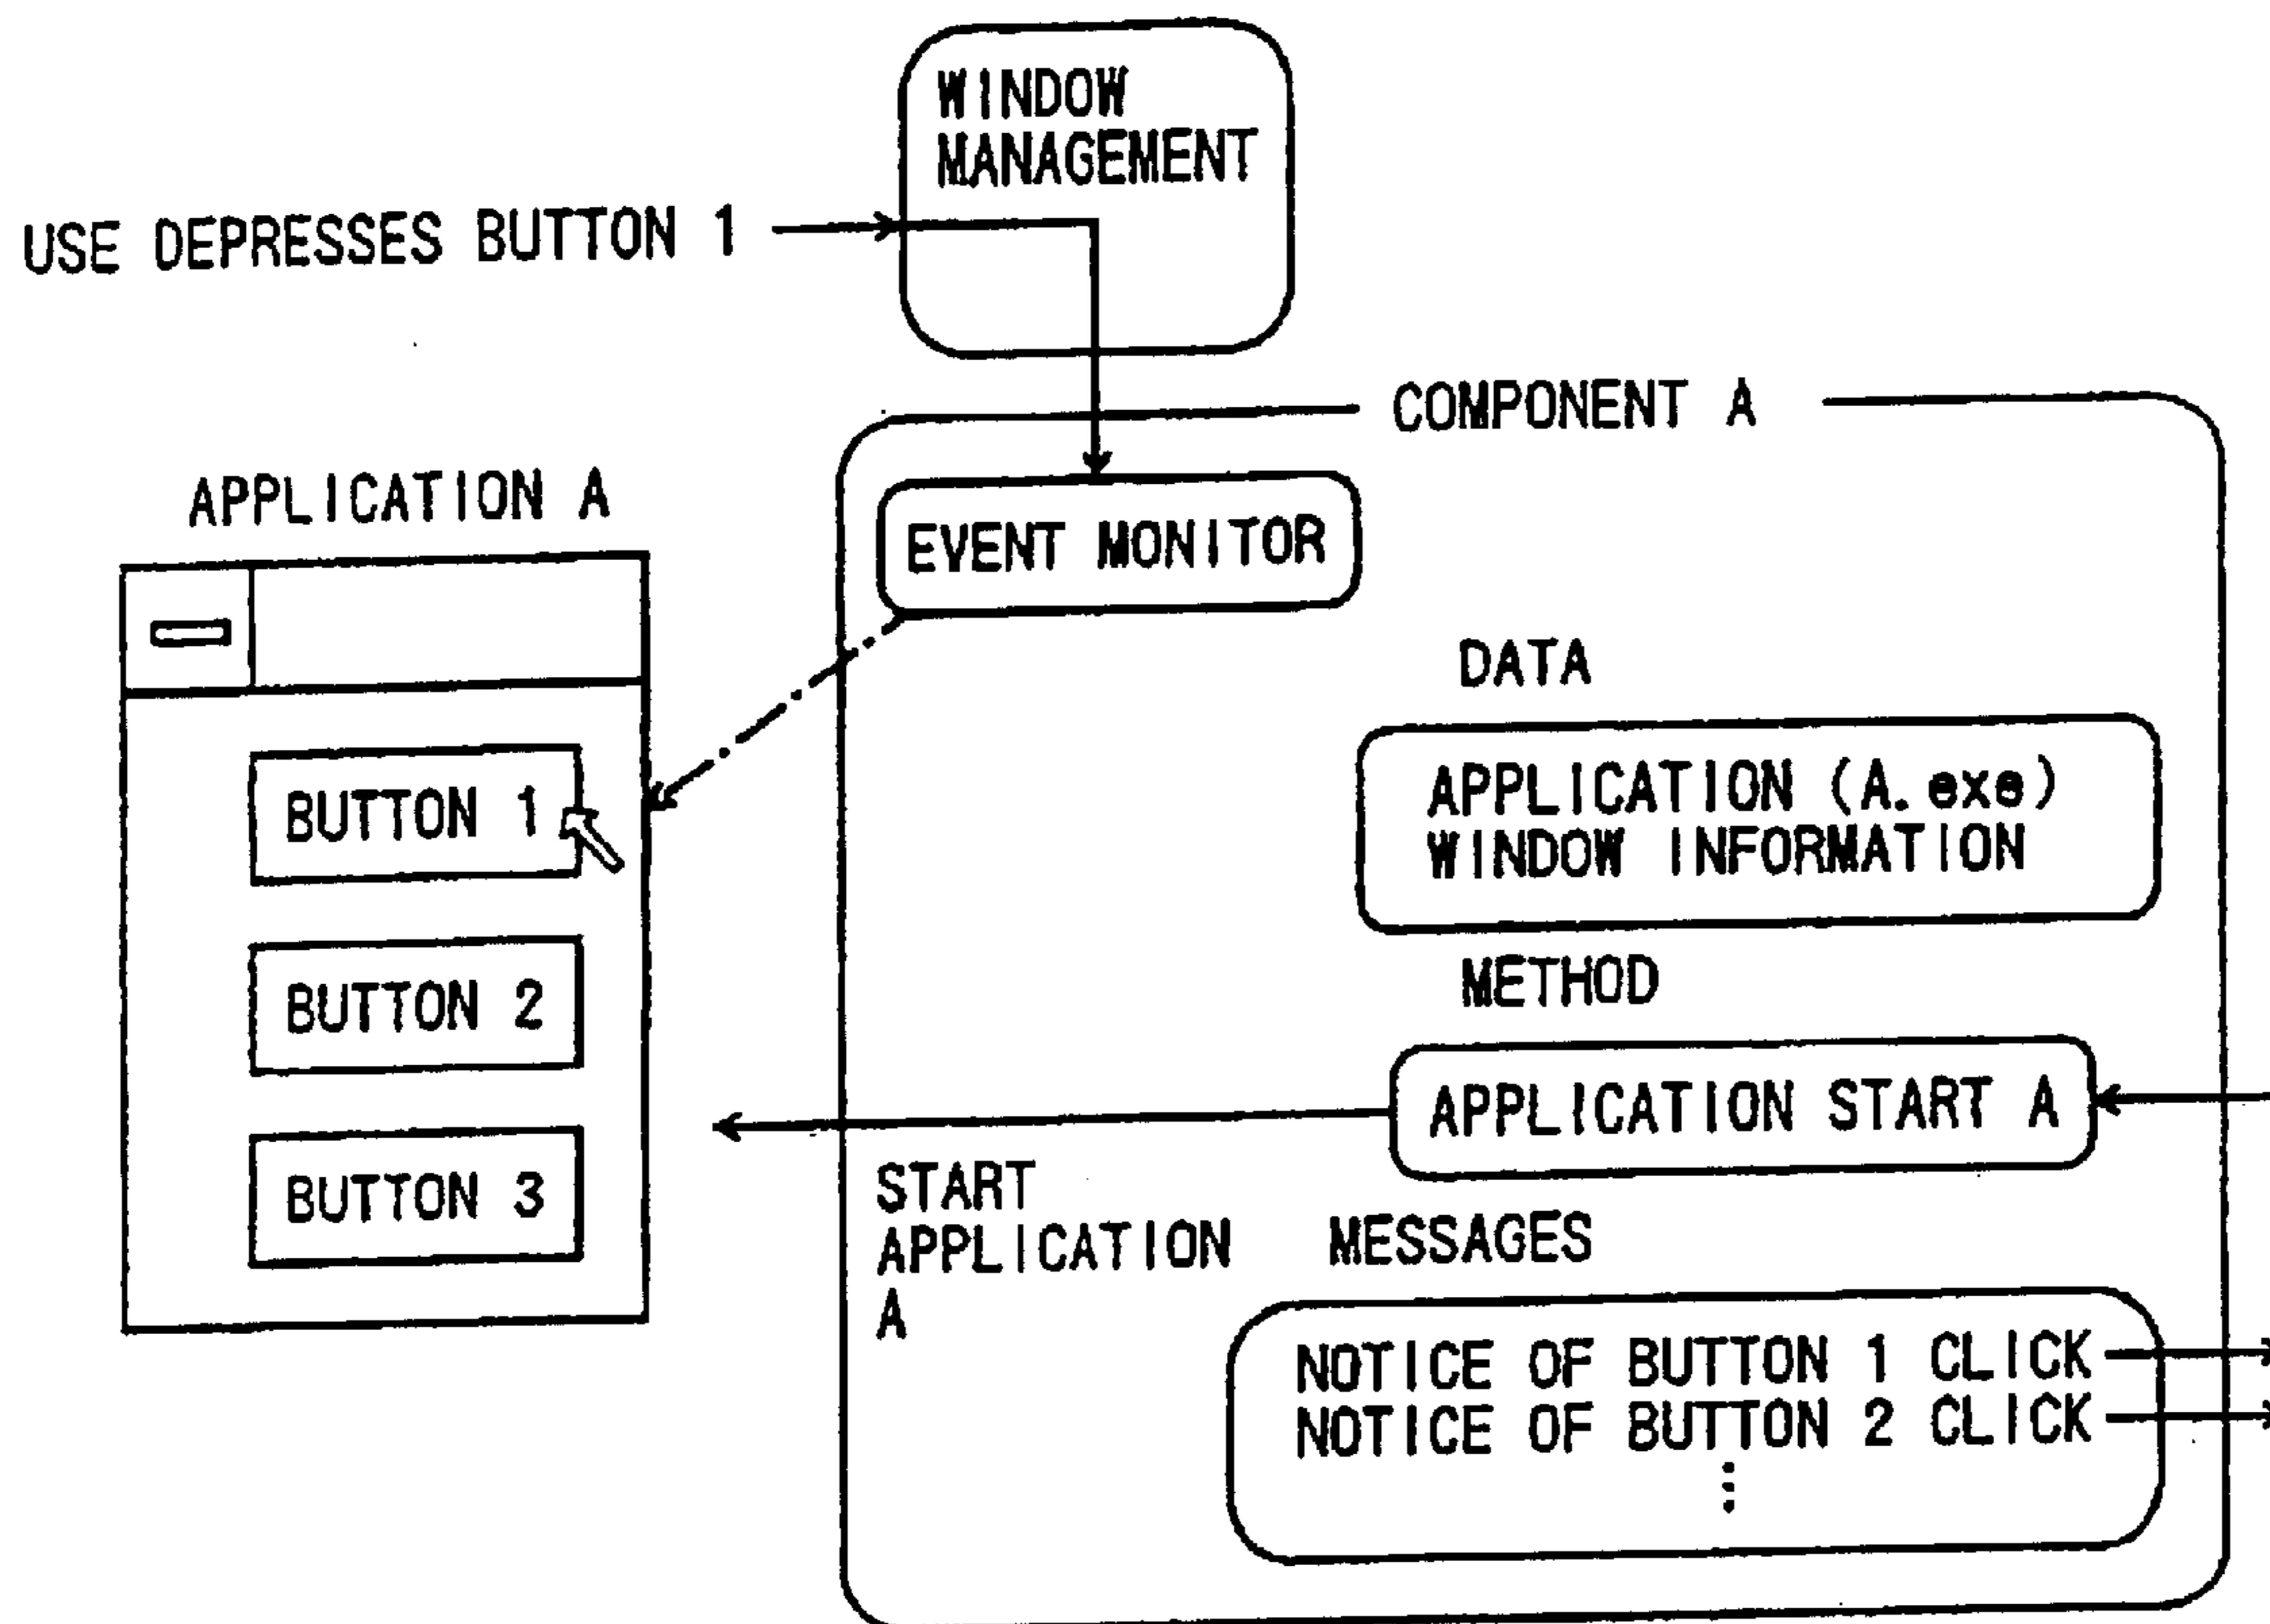 WINDOW
MANAGEMENT
USE DEPRESSES BUTTON 1
COMPONENT A
APPLICATION A
EVENT MONITOR
DATA
BUTTON 1
APPLICATION (A.exe)
WINDOW INFORMATION
BUTTON 2
METHOD
APPLICATION START A
BUTTON 3
START
APPLICATION
A
MESSAGES
NOTICE OF BUTTON 1 CLICK
NOTICE OF BUTTON 2 CLICK